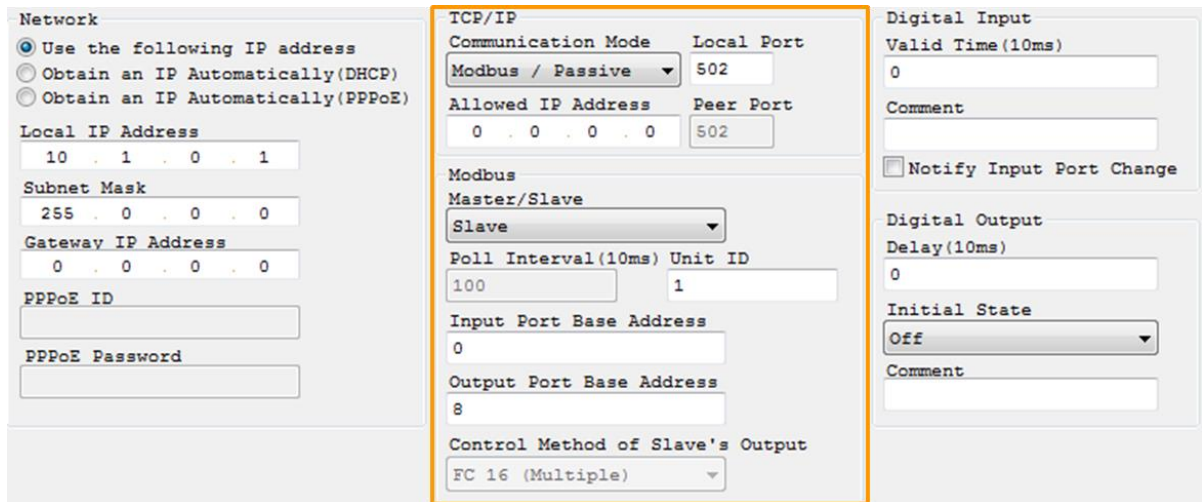 Network
Use the following IP address
Obtain an IP Automatically(DHCP)
Obtain an IP Automatically(PPPoE)
Local IP Address
10 . 1 . 0 . 1
Subnet Mask
255 . 0 . 0 . 0
Gateway IP Address
0 . 0 . 0 . 0
PPPoE ID
PPPoE Password
TCP/IP
Communication Mode Local Port
Modbus / Passive 502
Allowed IP Address Peer Port
0 . 0 . 0 . 0 502
Modbus
Master/Slave
Slave
Poll Interval(10ms) Unit ID
100 1
Input Port Base Address
0
Output Port Base Address
8
Control Method of Slave's Output
FC 16 (Multiple)
Digital Input
Valid Time(10ms)
0
Comment
Notify Input Port Change
Digital Output
Delay(10ms)
0
Initial State
Off
Comment